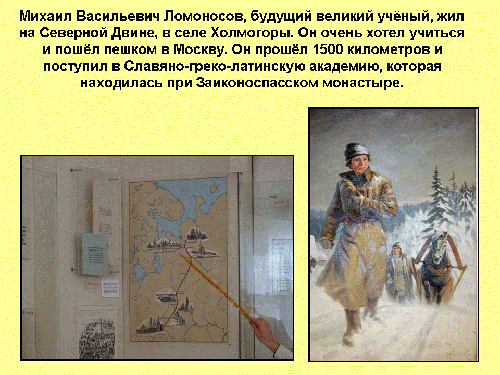 Михаил Васильевич Ломоносов, будущий великий учёный, жил
на Северной Двине, в селе Холмогоры. Он очень хотел учиться
и пошёл пешком в Москву. Он прошёл 1500 километров и
поступил в Славяно-греко-латинскую академию, которая
находилась при Заиконоспасском монастыре.